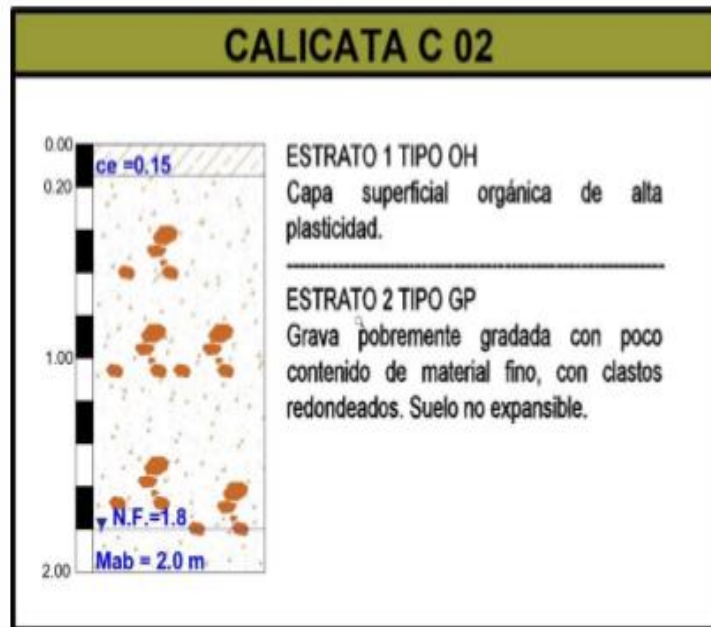 CALICATA C 02
0.00
ce =0.15
0.20
1.00
N.F.=1.8
Mab = 2.0 m
2.00
ESTRATO 1 TIPO OH
Capa superficial orgánica de alta
plasticidad.
ESTRATO 2 TIPO GP
Grava pobremente gradada con poco
contenido de material fino, con clastos
redondeados. Suelo no expansible.